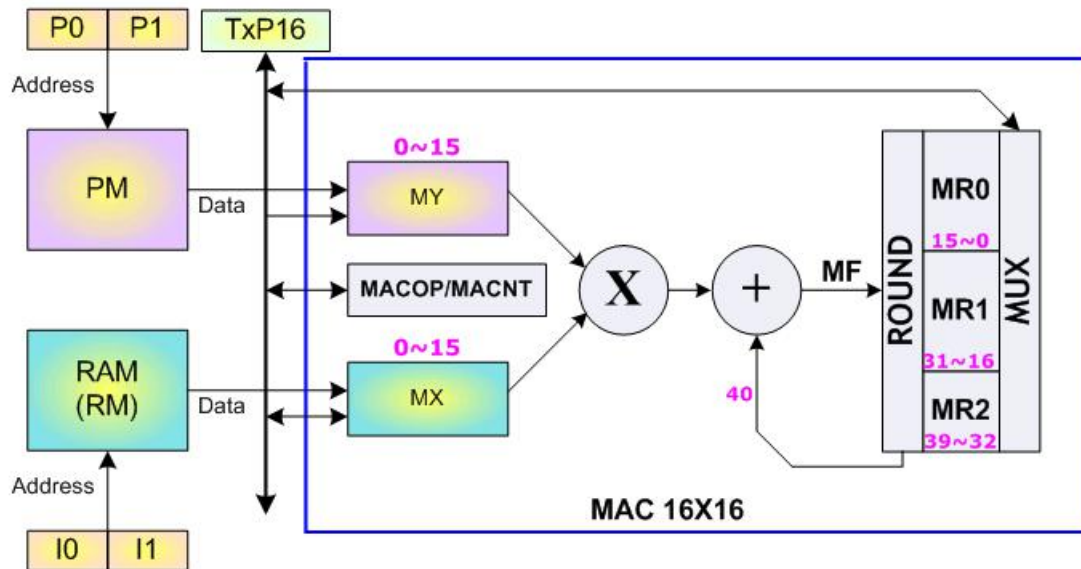 P0 P1
TxP16
Address
PM
Data
0~15
MY
MACOP/MACNT
0~15
MX
RAM
(RM)
Data
Address
I0 I1
X
+
MF
40
ROUND
MR0
15~0
MR1
31~16
MR2
39~32
MUX
MAC 16X16